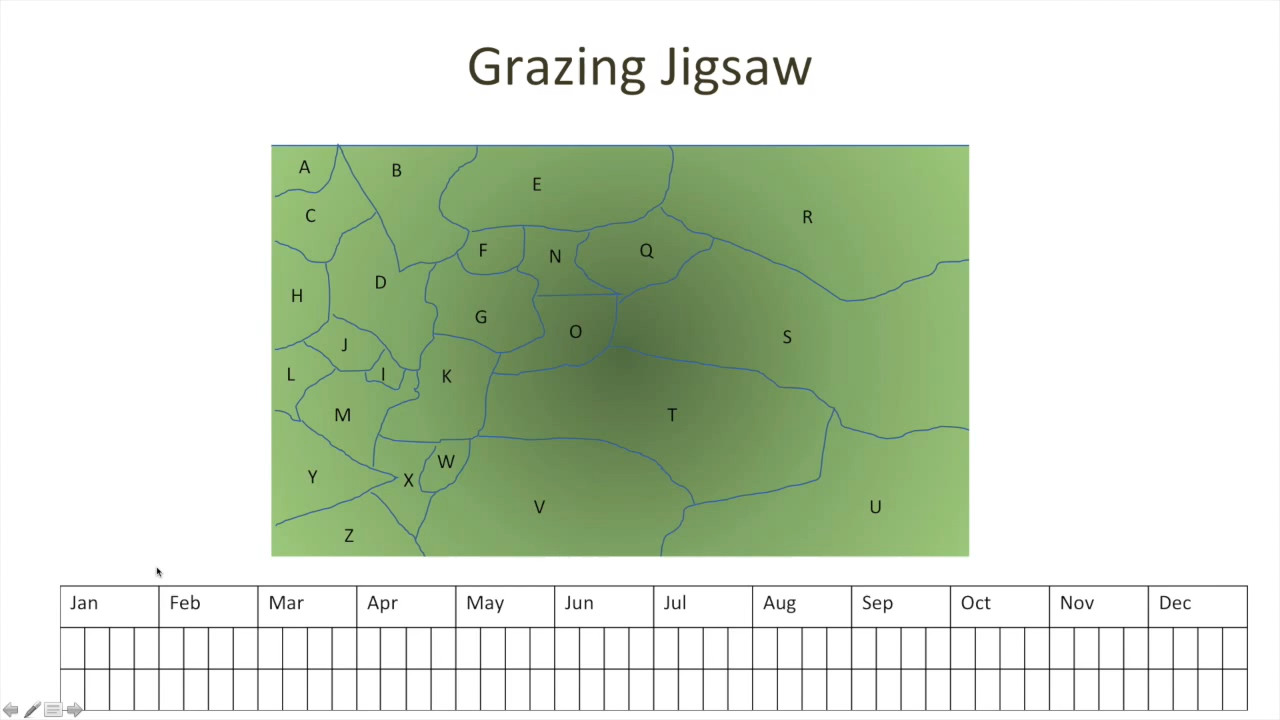 Grazing Jigsaw
A
B
E
C
R
F
N
Q
D
H
G
O
S
J
L
I
K
M
T
W
Y
X
V
U
Z
Jan Feb Mar Apr May Jun Jul Aug Sep Oct Nov Dec